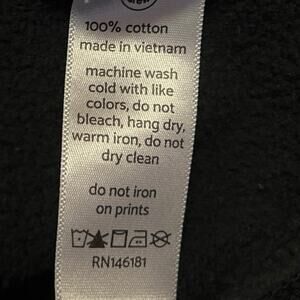 100% cotton
made in vietnam
machine wash
cold with like
colors, do not
bleach, hang dry,
warm iron, do not
dry clean
do not iron
on prints
RN146181